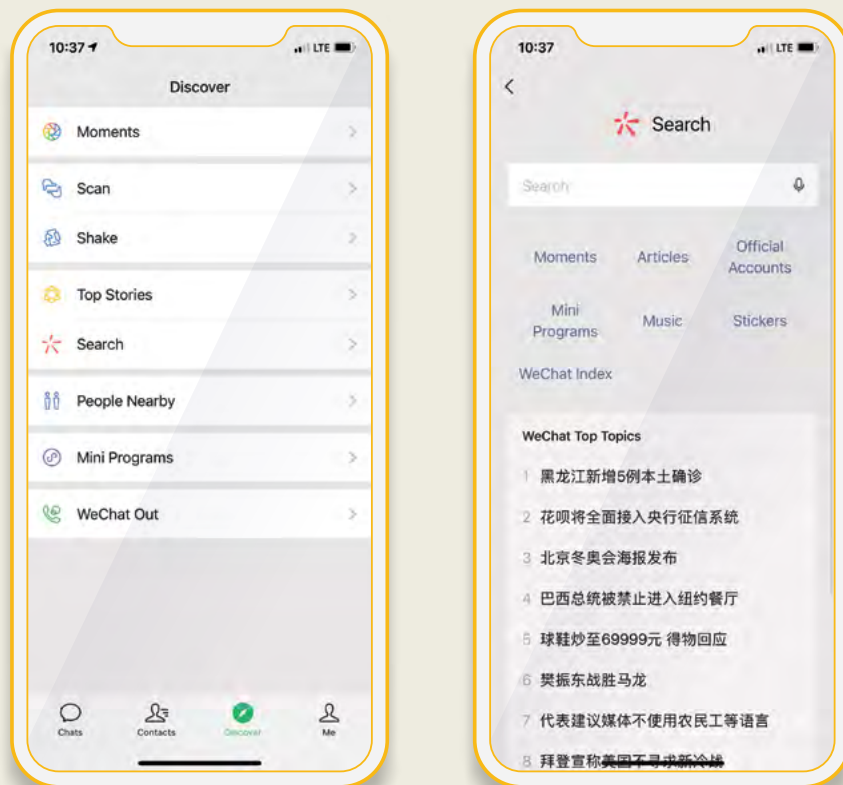 10:37
LTE
Discover
Moments
Scan
Shake
Top Stories
Search
People Nearby
Mini Programs
WeChat Out
Chats
Contacts
Discover
Me
10:37
LTE
Search
Search
Moments
Articles
Official
Accounts
Mini
Programs
Music
Stickers
WeChat Index
WeChat Top Topics
1 黑龙江新增5例本土确诊
2 花呗将全面接入央行征信系统
3 北京冬奥会海报发布
4 巴西总统被禁止进入纽约餐厅
5 球鞋炒至69999元 得物回应
6 樊振东战胜马龙
7 代表建议媒体不使用农民工等语言
8 拜登宣称美国不寻求新冷战